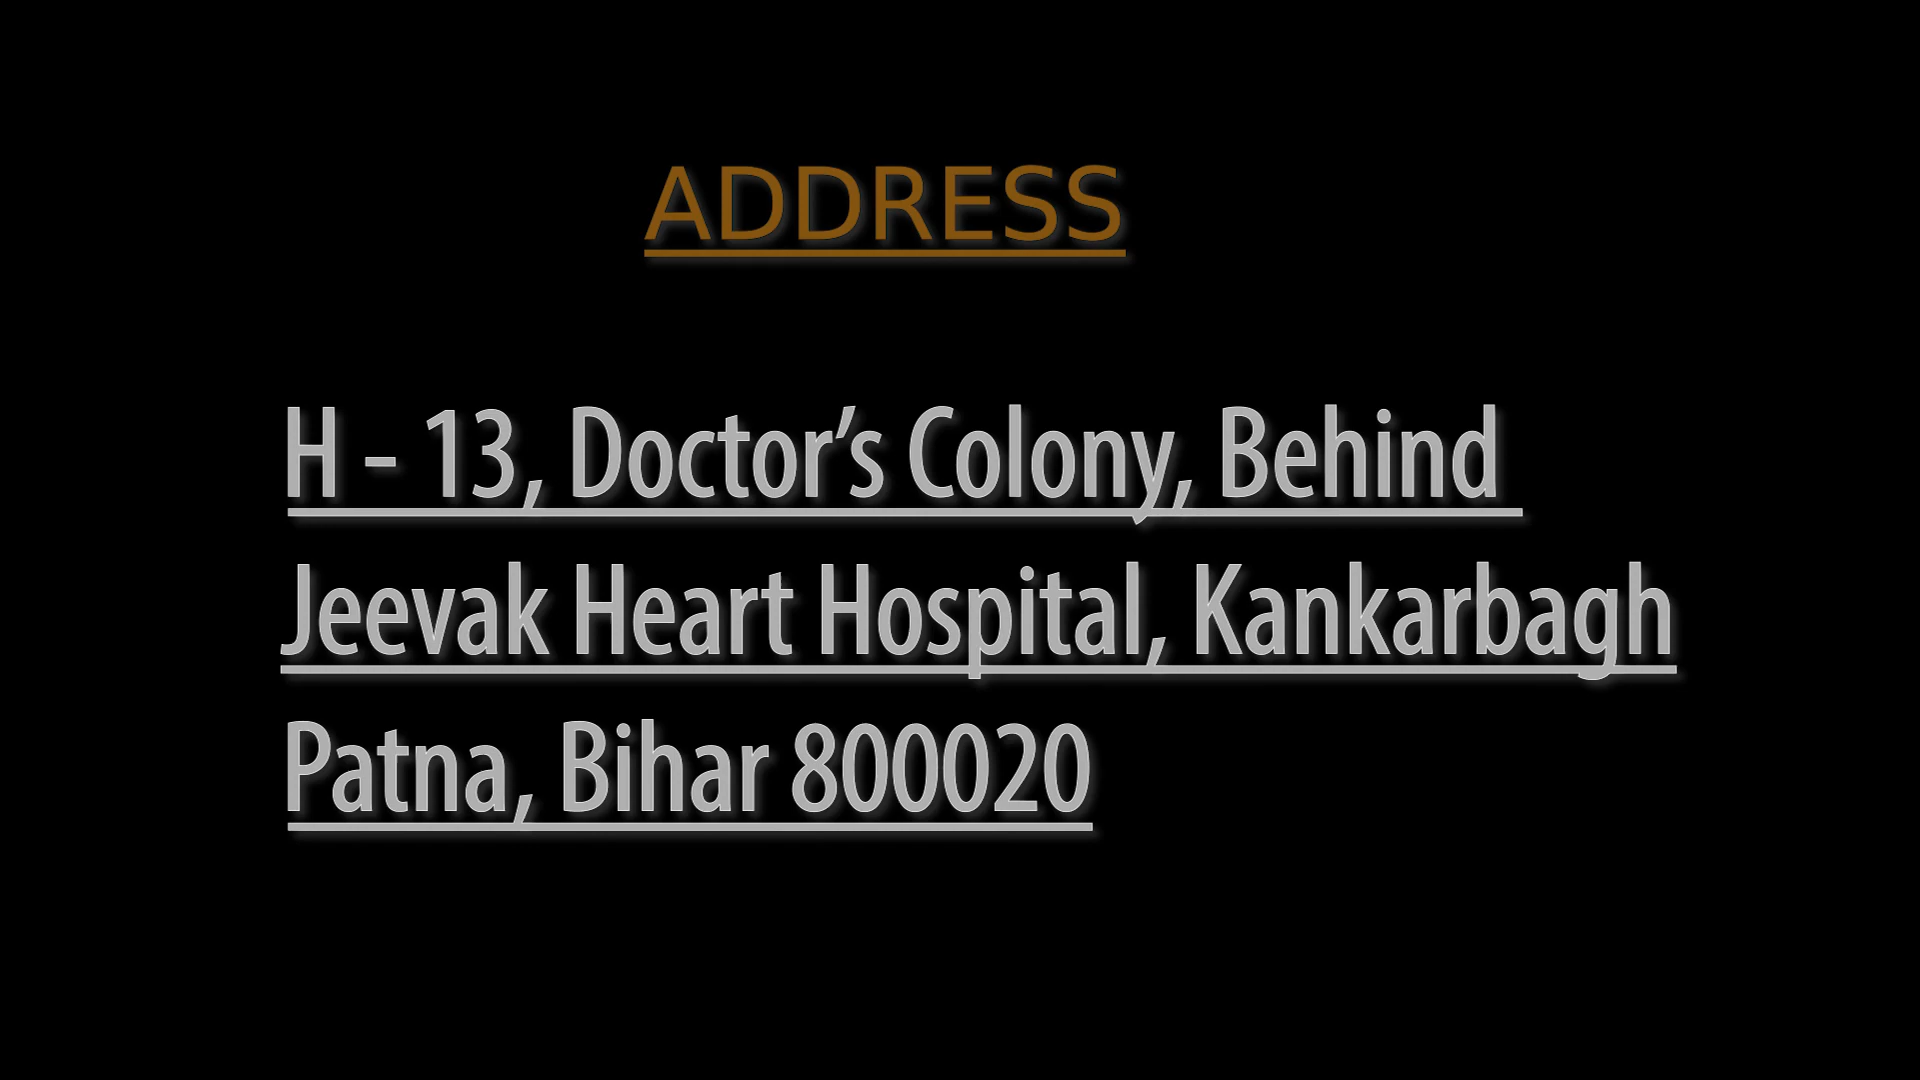 ADDRESS
H - 13, Doctor’s Colony, Behind
Jeevak Heart Hospital, Kankarbagh
Patna, Bihar 800020